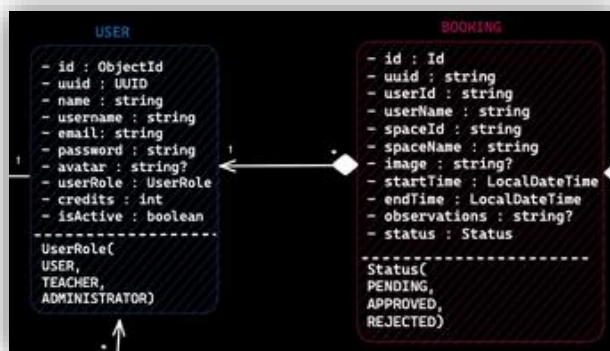 USER
- id : ObjectId
- uuid : UUID
- name : string
- username : string
- email: string
- password : string
- avatar : string?
- userRole : UserRole
- credits : int
- isActive : boolean
UserRole(
USER,
TEACHER,
ADMINISTRATOR)
1
1
*
*
BOOKING
- id : Id
- uuid : string
- userId : string
- userName : string
- spaceId : string
- spaceName : string
- image : string?
- startTime : LocalDateTime
- endTime : LocalDateTime
- observations : string?
- status : Status
Status(
PENDING,
APPROVED,
REJECTED)